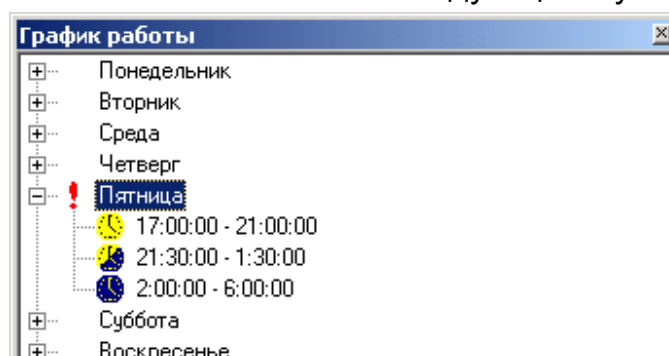 График работы
Понедельник
Вторник
Среда
Четверг
Пятница
17:00:00 - 21:00:00
21:30:00 - 1:30:00
2:00:00 - 6:00:00
Суббота
Воскресенье